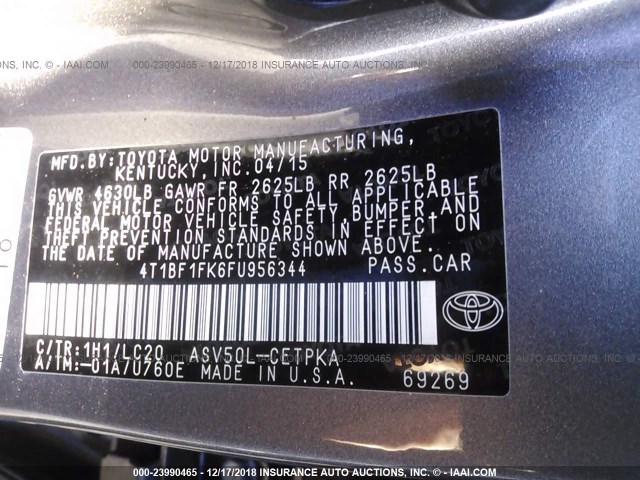 000-23990465 - 12/17/2018 INSURANCE AUTO AUCTIONS, INC. - IAAI.COM
MFD.BY: TOYOTA MOTOR MANUFACTURING,
KENTUCKY, INC. 04/15
GVWR 4630LB GAWR FR 2625LB RR 2625LB
THIS VEHICLE CONFORMS TO ALL APPLICABLE
FEDERAL MOTOR VEHICLE SAFETY, BUMPER, AND
THEFT PREVENTION STANDARDS IN EFFECT ON
THE DATE OF MANUFACTURE SHOWN ABOVE.
4T1BF1FK6FU956344 PASS.CAR
C/TR:1H1/LC20 ASV50L-CETPKA
A/TM:-01A/U760E MADE IN U.S.A.
69269
000-23990465 - 12/17/2018 INSURANCE AUTO AUCTIONS, INC. - IAAI.COM